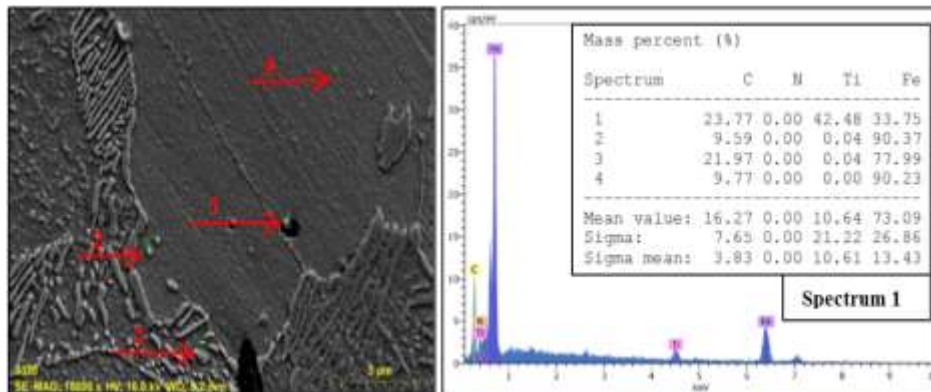 4
1
2
3
3 µm
Mass percent (%)
Spectrum C N Ti Fe
1 23.77 0.00 42.48 33.75
2 9.59 0.00 0.04 90.37
3 21.97 0.00 0.04 77.99
4 9.77 0.00 0.00 90.23
Mean value: 16.27 0.00 10.64 73.09
Sigma: 7.65 0.00 21.22 26.86
Sigma mean: 3.83 0.00 10.61 13.43
Spectrum 1
C
Ti
Ti
Fe